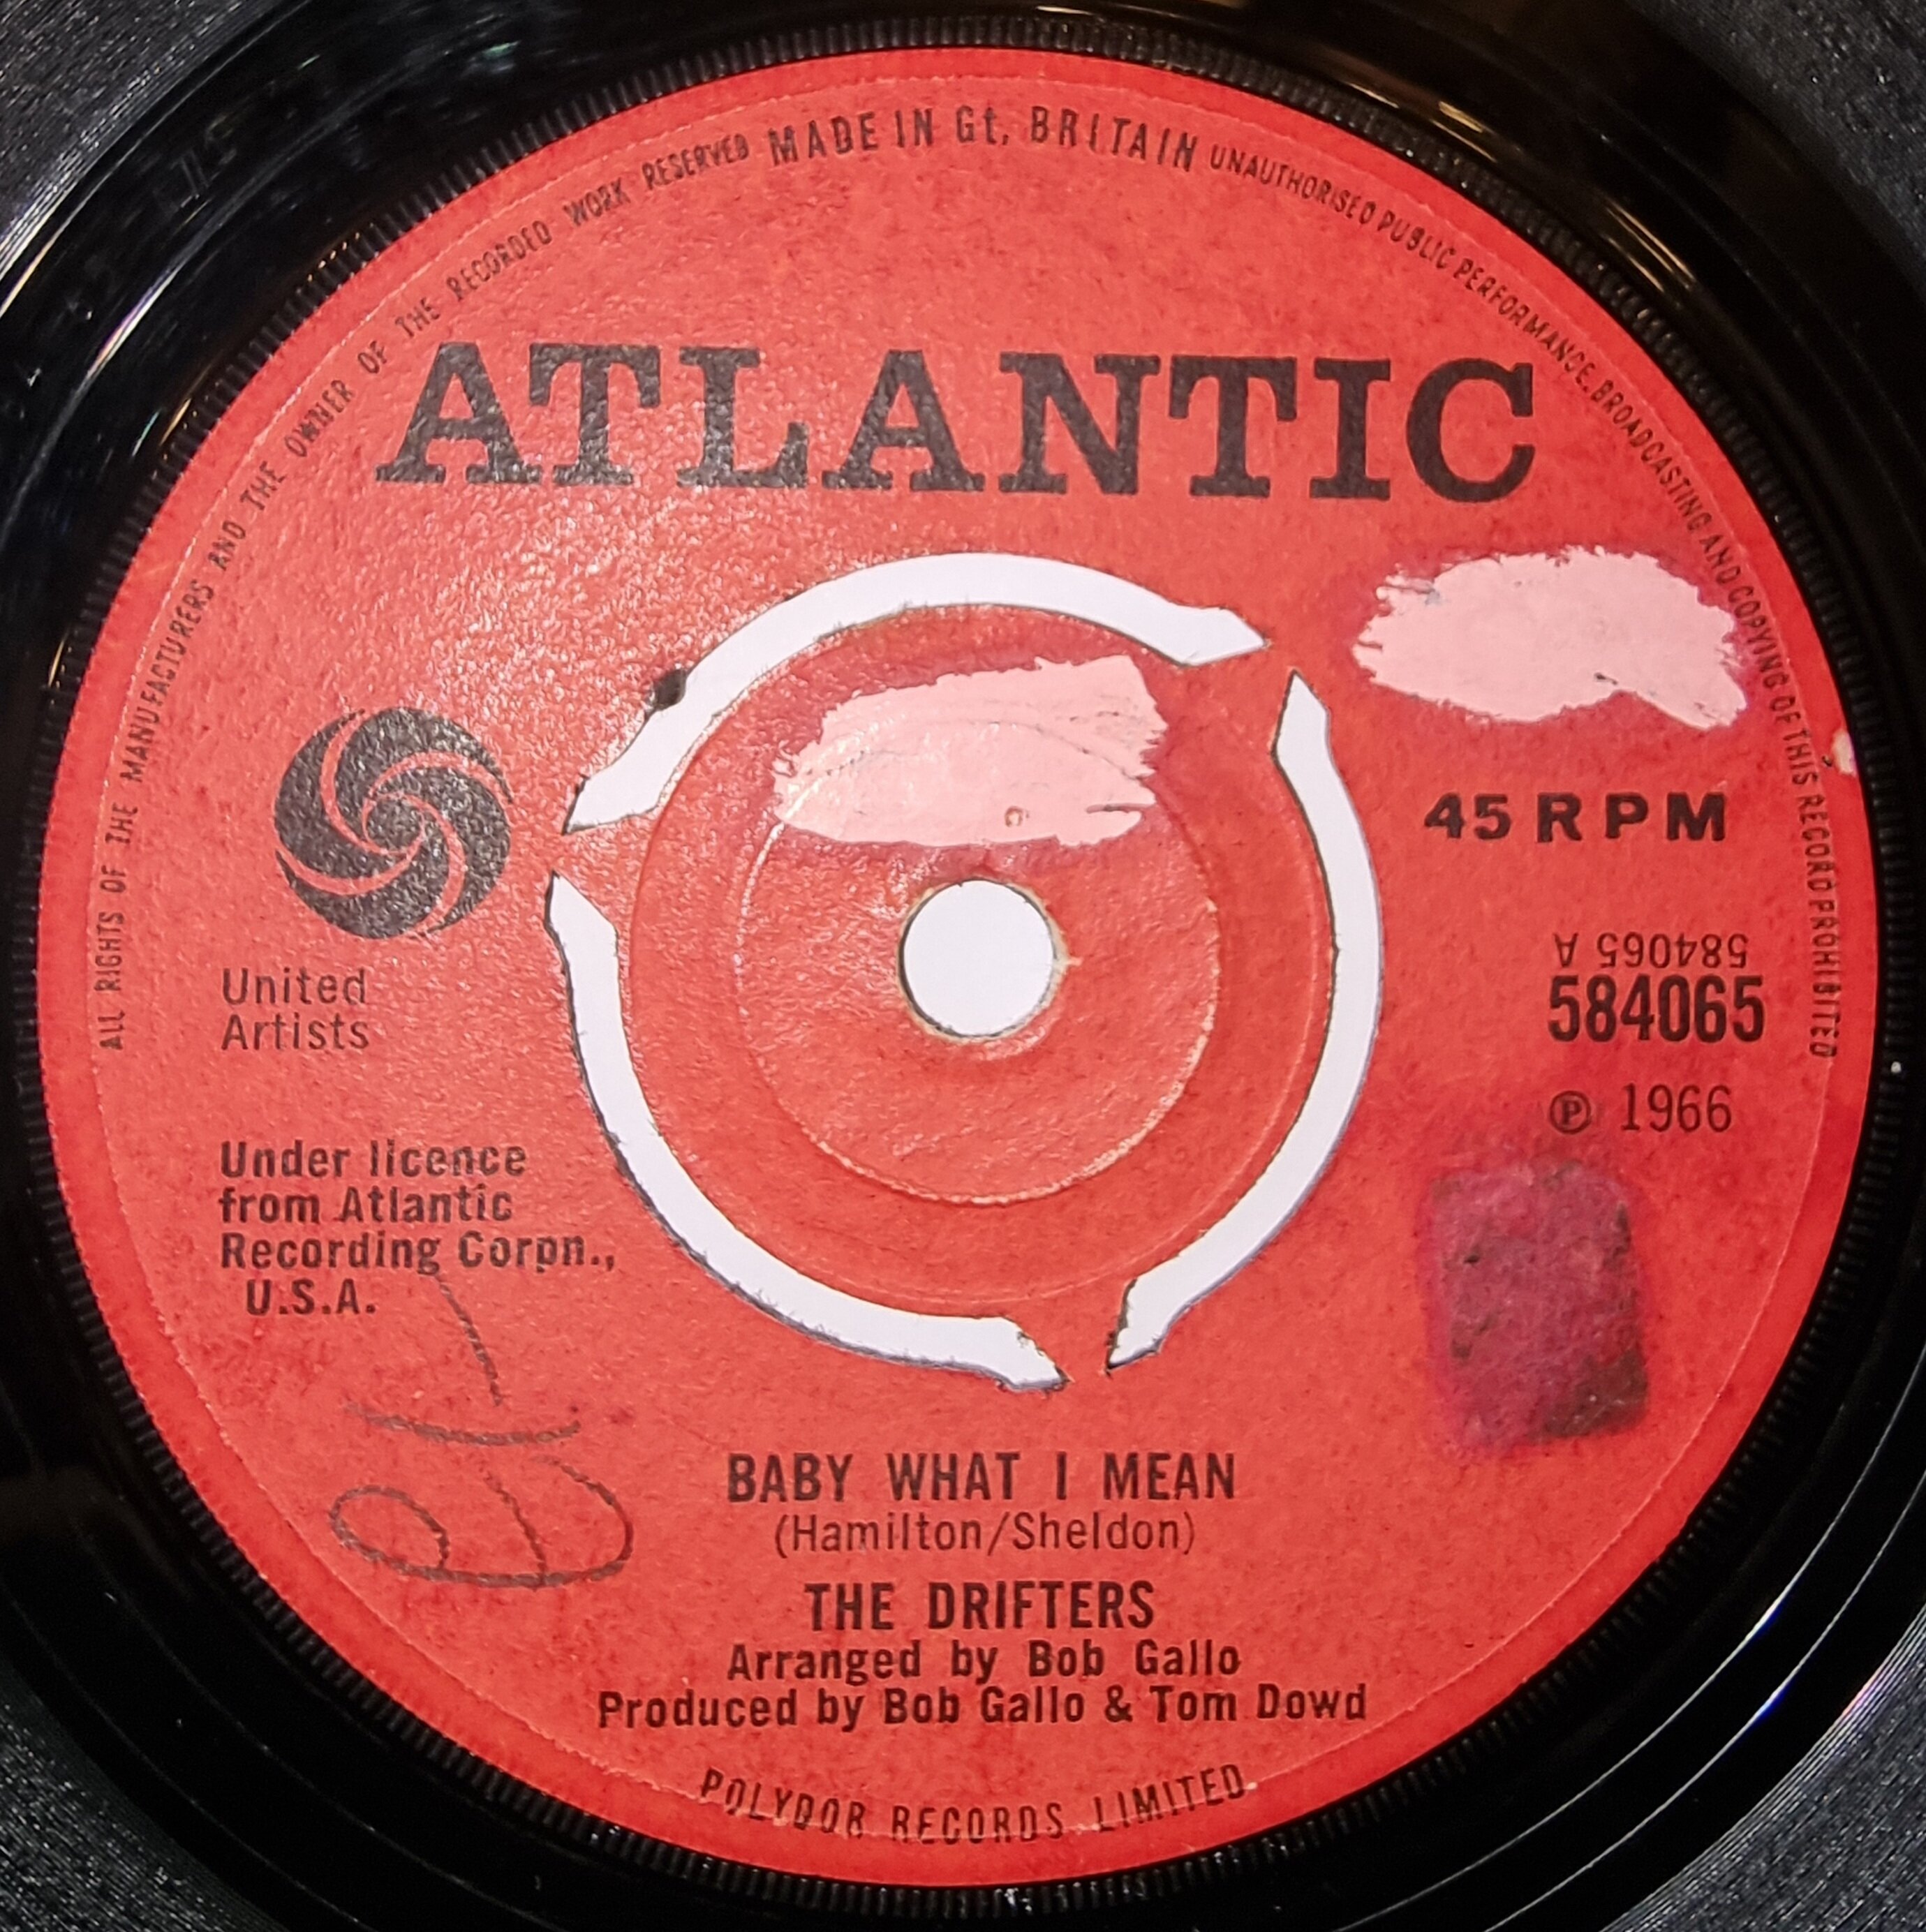 ALL RIGHTS OF THE MANUFACTURERS AND THE OWNER OF THE RECORDED WORK RESERVED MADE IN Gt. BRITAIN UNAUTHORISED PUBLIC PERFORMANCE, BROADCASTING AND COPYING OF THIS RECORD PROHIBITED
ATLANTIC
45 RPM
584065 A
584065
℗ 1966
United
Artists
Under licence
from Atlantic
Recording Corpn.,
U.S.A.
BABY WHAT I MEAN
(Hamilton/Sheldon)
THE DRIFTERS
Arranged by Bob Gallo
Produced by Bob Gallo & Tom Dowd
POLYDOR RECORDS LIMITED